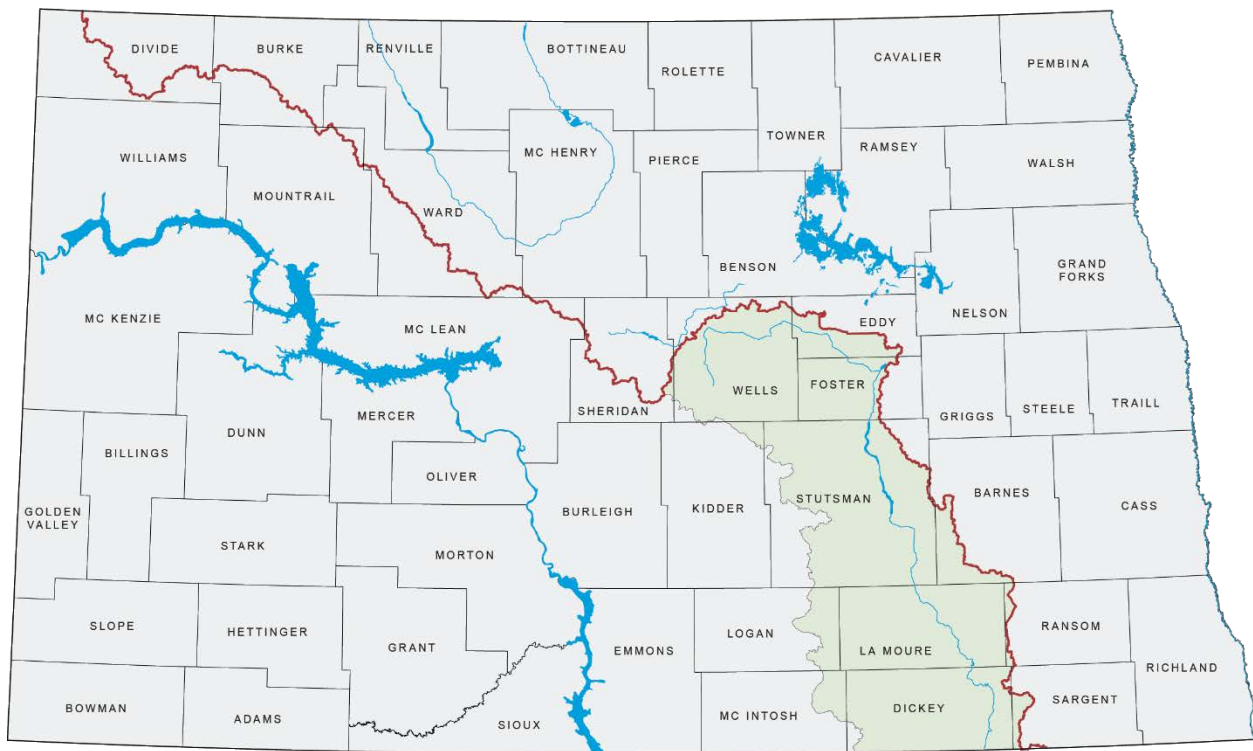 DIVIDE
BURKE
RENVILLE
BOTTINEAU
ROLETTE
CAVALIER
PEMBINA
TOWNER
RAMSEY
WALSH
WILLIAMS
MOUNTRAIL
WARD
MC HENRY
PIERCE
BENSON
NELSON
GRAND
FORKS
MC KENZIE
MC LEAN
EDDY
SHERIDAN
WELLS
FOSTER
GRIGGS
STEELE
TRAILL
DUNN
MERCER
BILLINGS
GOLDEN
VALLEY
OLIVER
BURLEIGH
KIDDER
STUTSMAN
BARNES
CASS
STARK
MORTON
SLOPE
HETTINGER
GRANT
EMMONS
LOGAN
LA MOURE
RANSOM
RICHLAND
BOWMAN
ADAMS
SIOUX
MC INTOSH
DICKEY
SARGENT